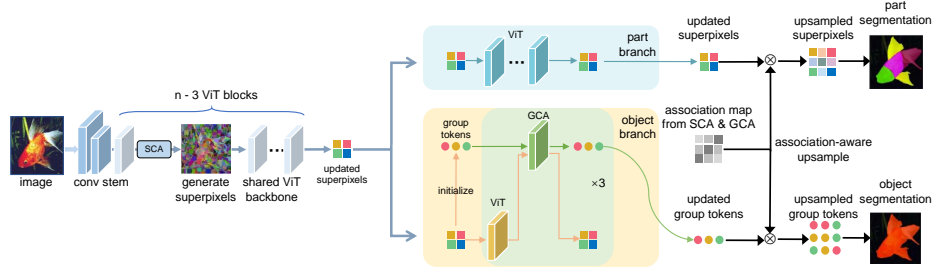 image
conv stem
n - 3 ViT blocks
SCA
generate
superpixels
shared ViT
backbone
updated
superpixels
ViT
part
branch
group
tokens
initialize
ViT
GCA
×3
object
branch
updated
superpixels
upsampled
superpixels
part
segmentation
association map
from SCA & GCA
association-aware
upsample
updated
group tokens
upsampled
group tokens
object
segmentation